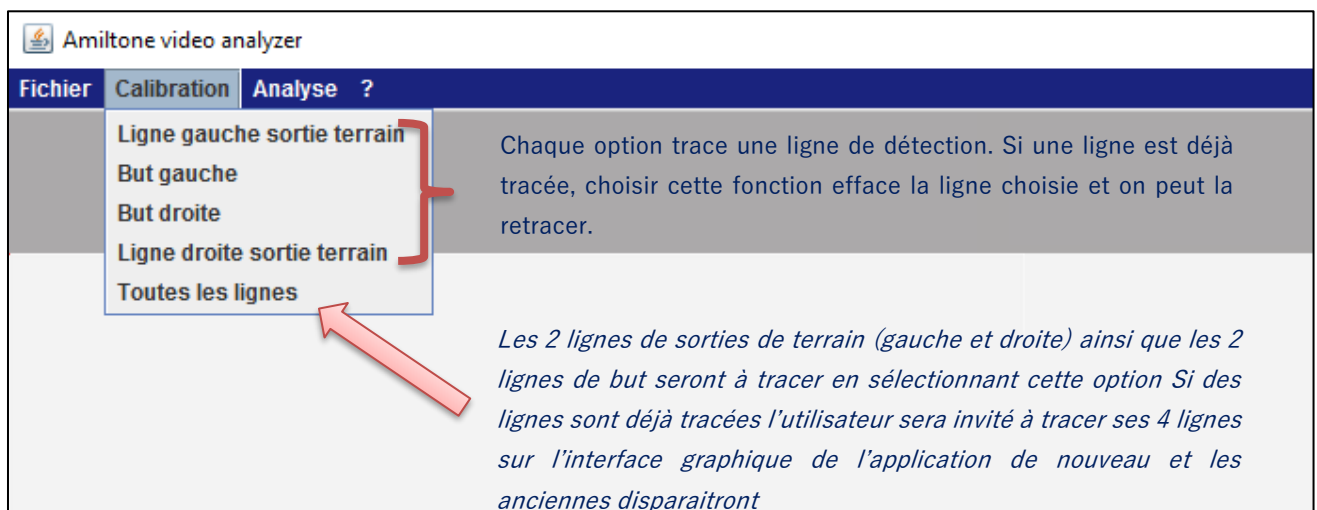 Amiltone video analyzer
Fichier Calibration Analyse ?
Ligne gauche sortie terrain
But gauche
But droite
Ligne droite sortie terrain
Toutes les lignes
Chaque option trace une ligne de détection. Si une ligne est déjà
tracée, choisir cette fonction efface la ligne choisie et on peut la
retracer.
Les 2 lignes de sorties de terrain (gauche et droite) ainsi que les 2
lignes de but seront à tracer en sélectionnant cette option Si des
lignes sont déjà tracées l'utilisateur sera invité à tracer ses 4 lignes
sur l'interface graphique de l'application de nouveau et les
anciennes disparaitront